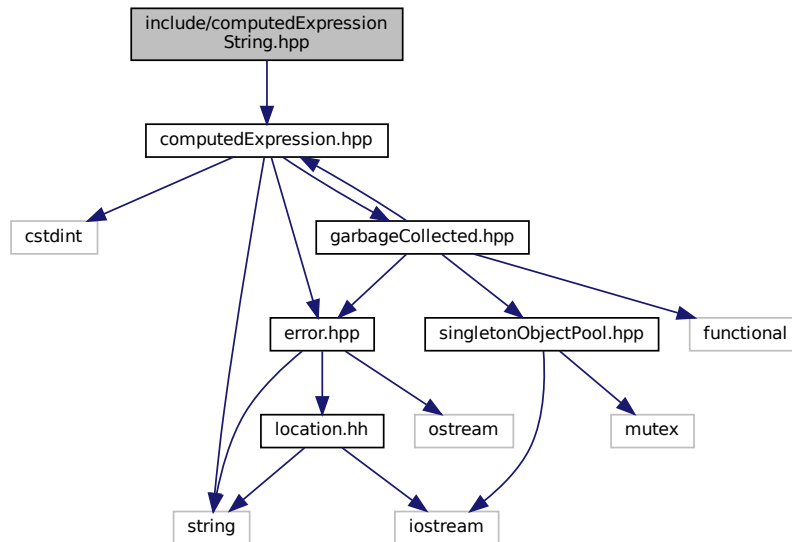 include/computedExpression
String.hpp
computedExpression.hpp
cstdint
garbageCollected.hpp
error.hpp
singletonObjectPool.hpp
functional
location.hh
ostream
mutex
string
iostream